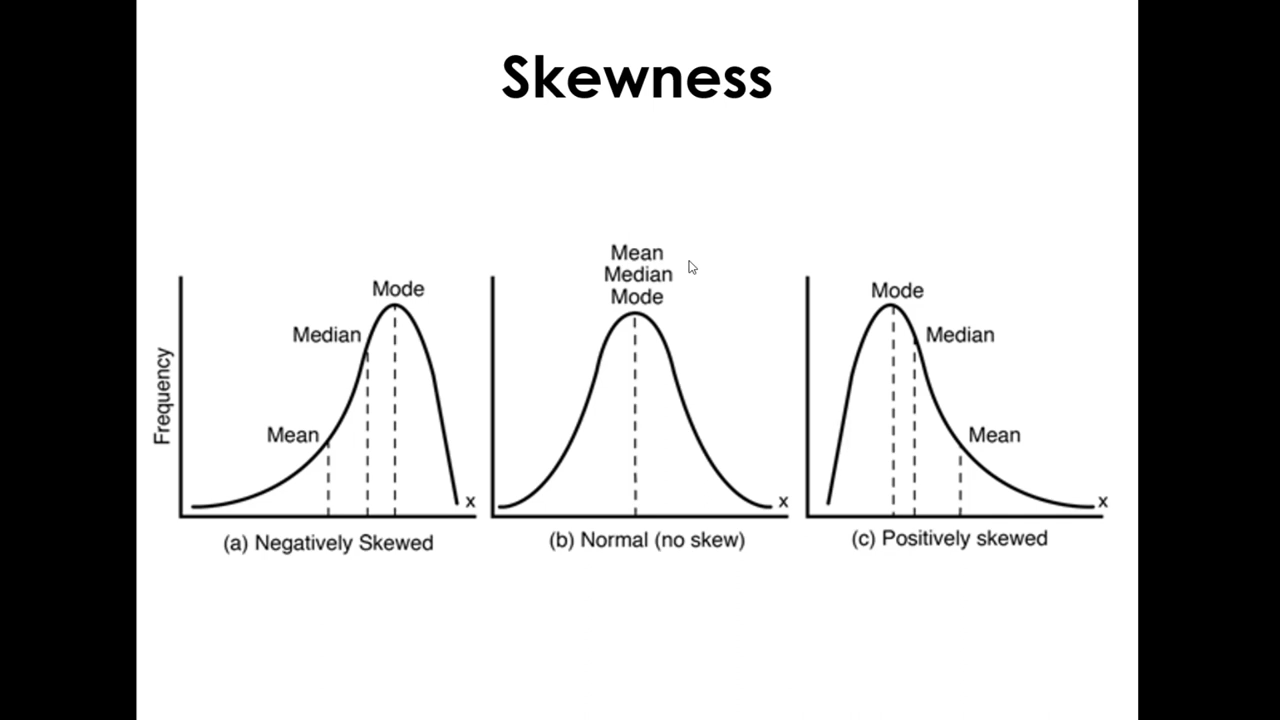 Skewness
Frequency
Mean
Median
Mode
x
(a) Negatively Skewed
Mean
Median
Mode
x
(b) Normal (no skew)
Mode
Median
Mean
x
(c) Positively skewed